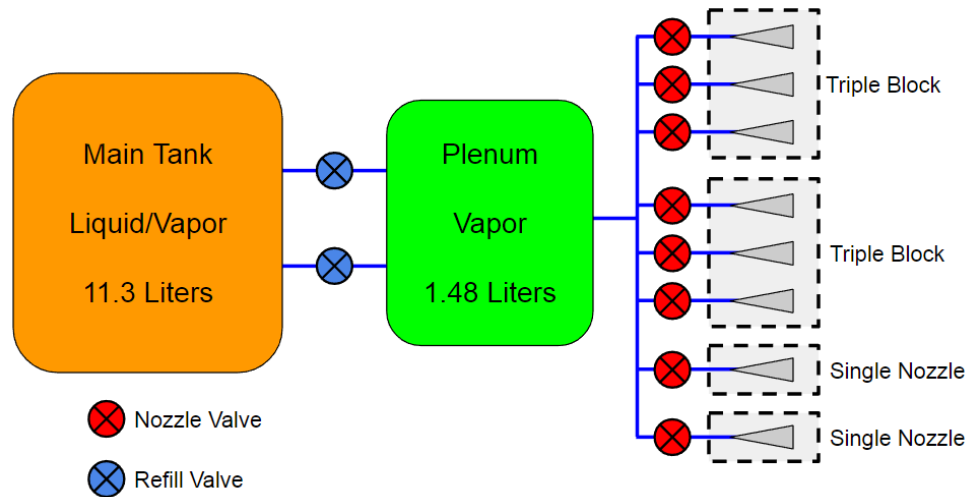 Main Tank
Liquid/Vapor
11.3 Liters
Plenum
Vapor
1.48 Liters
Triple Block
Triple Block
Single Nozzle
Single Nozzle
Nozzle Valve
Refill Valve